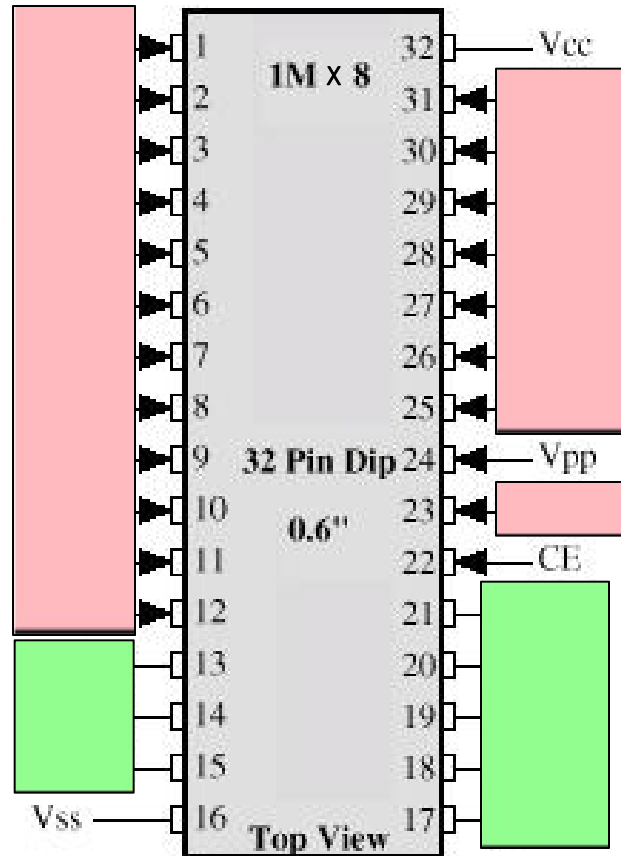 1 32 Vcc
1M x 8
2 31
3 30
4 29
5 28
6 27
7 26
8 25
9 32 Pin Dip 24 Vpp
10 23
0.6"
11 22 CE
12 21
13 20
14 19
15 18
Vss 16 17
Top View